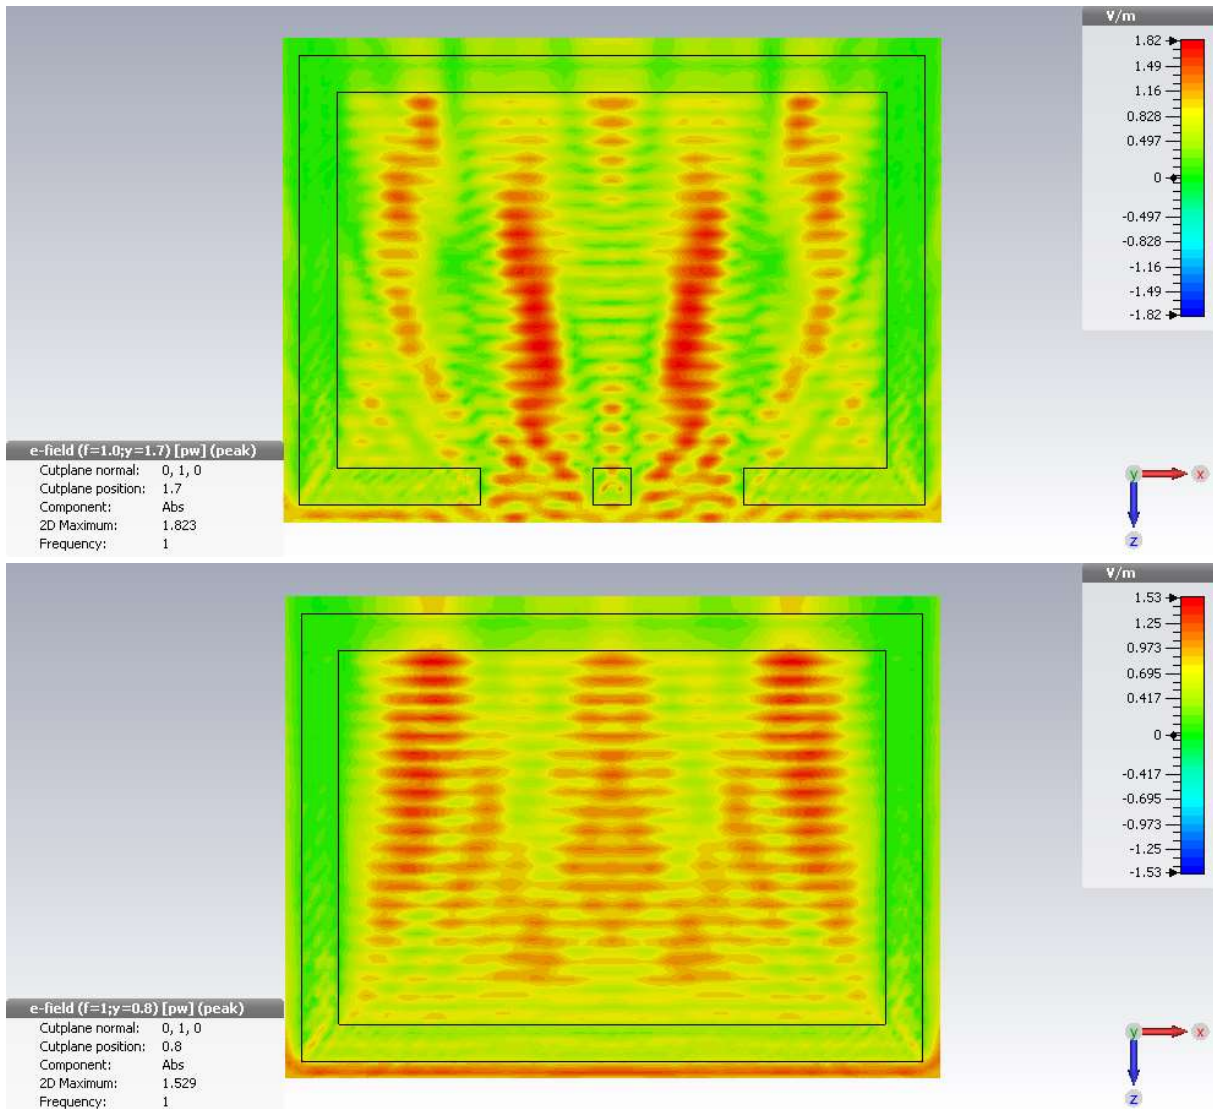 V/m
1.82
1.49
1.16
0.828
0.497
0
-0.497
-0.828
-1.16
-1.49
-1.82
e-field (f=1.0;y=1.7) [pw] (peak)
Cutplane normal: 0, 1, 0
Cutplane position: 1.7
Component: Abs
2D Maximum: 1.823
Frequency: 1
y x
z
V/m
1.53
1.25
0.973
0.695
0.417
0
-0.417
-0.695
-0.973
-1.25
-1.53
e-field (f=1;y=0.8) [pw] (peak)
Cutplane normal: 0, 1, 0
Cutplane position: 0.8
Component: Abs
2D Maximum: 1.529
Frequency: 1
y x
z